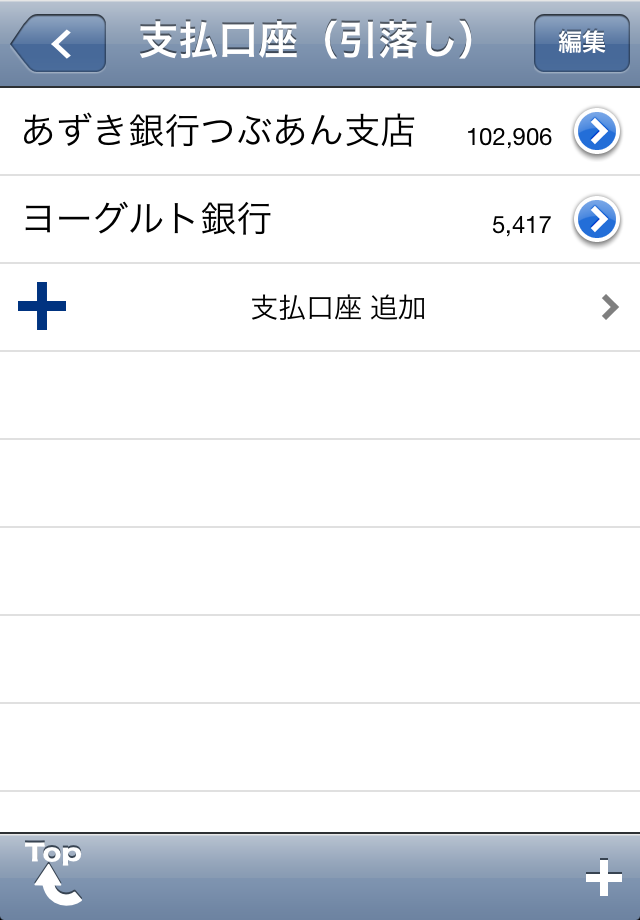 支払口座（引落し）
編集
あずき銀行つぶあん支店 102,906
ヨーグルト銀行 5,417
支払口座 追加
Top